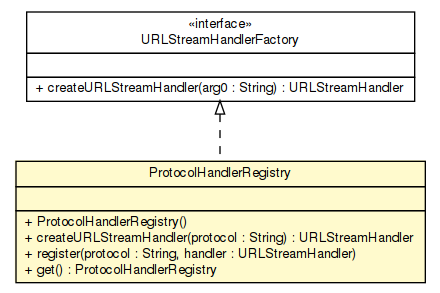 «interface»
URLStreamHandlerFactory
+ createURLStreamHandler(arg0 : String) : URLStreamHandler
ProtocolHandlerRegistry
+ ProtocolHandlerRegistry()
+ createURLStreamHandler(protocol : String) : URLStreamHandler
+ register(protocol : String, handler : URLStreamHandler)
+ get() : ProtocolHandlerRegistry